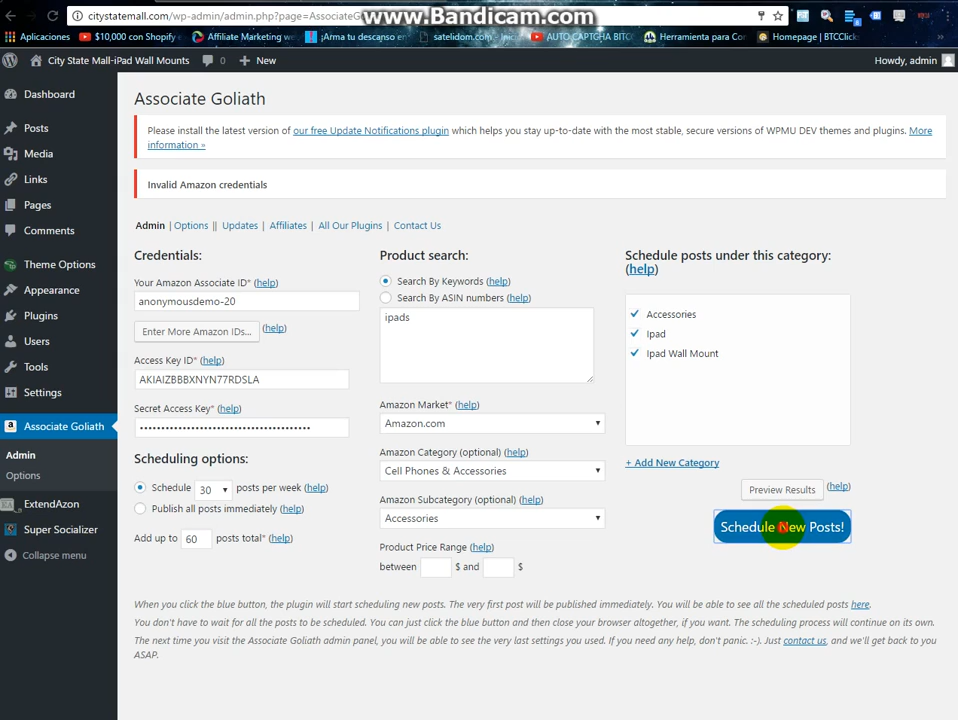 citystatemall.com/wp-admin/admin.php?page=AssociateG
www.Bandicam.com
Aplicaciones $10,000 con Shopify Affiliate Marketing w ¡Arma tu descanso en satelidom.com - Inici AUTO CAPTCHA BITC Herramienta para Co Homepage | BTCClick »
City State Mall-iPad Wall Mounts 0 + New Howdy, admin
Dashboard
Posts
Media
Links
Pages
Comments
Theme Options
Appearance
Plugins
Users
Tools
Settings
Associate Goliath
Admin
Options
ExtendAzon
Super Socializer
Collapse menu
Associate Goliath
Please install the latest version of our free Update Notifications plugin which helps you stay up-to-date with the most stable, secure versions of WPMU DEV themes and plugins. More
information »
Invalid Amazon credentials
Admin | Options || Updates | Affiliates | All Our Plugins | Contact Us
Credentials:
Your Amazon Associate ID* (help)
anonymousdemo-20
Enter More Amazon IDs... (help)
Access Key ID* (help)
AKIAIZBBBXNYN77RDSLA
Secret Access Key* (help)
••••••••••••••••••••••••••••••••••••••••
Scheduling options:
Schedule 30 posts per week (help)
Publish all posts immediately (help)
Add up to 60 posts total* (help)
Product search:
Search By Keywords (help)
Search By ASIN numbers (help)
ipads
Amazon Market* (help)
Amazon.com
Amazon Category (optional) (help)
Cell Phones & Accessories
Amazon Subcategory (optional) (help)
Accessories
Product Price Range (help)
between $ and $
Schedule posts under this category:
(help)
Accessories
Ipad
Ipad Wall Mount
+ Add New Category
Preview Results (help)
Schedule New Posts!
When you click the blue button, the plugin will start scheduling new posts. The very first post will be published immediately. You will be able to see all the scheduled posts here.
You don't have to wait for all the posts to be scheduled. You can just click the blue button and then close your browser altogether, if you want. The scheduling process will continue on its own.
The next time you visit the Associate Goliath admin panel, you will be able to see the very last settings you used. If you need any help, don't panic. :-). Just contact us, and we'll get back to you
ASAP.